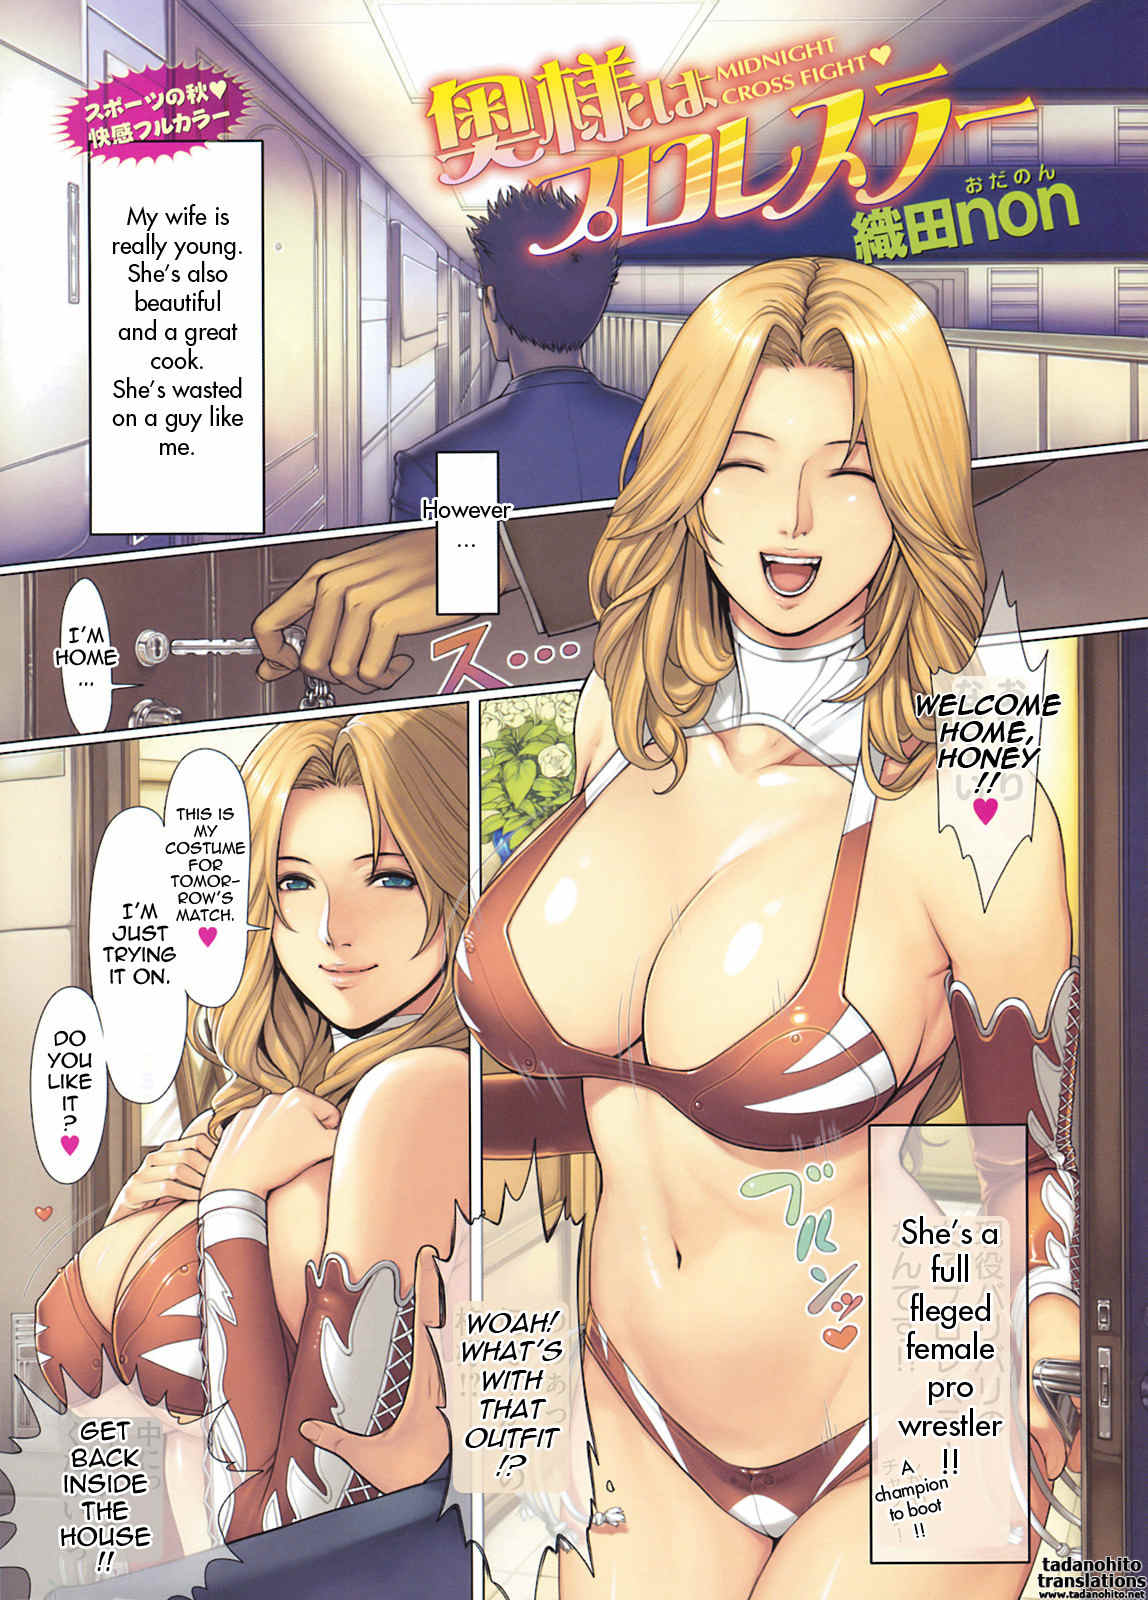 スポーツの秋♥
快感フルカラー
奥様は
MIDNIGHT
CROSS FIGHT♥
プロレスラー
おだのん
織田non
My wife is
really young.
She's also
beautiful
and a great
cook.
She's wasted
on a guy like
me.
However
...
I'M
HOME
...
ス...
WELCOME
HOME,
HONEY
!!
♥
THIS IS
MY
COSTUME
FOR
TOMOR-
ROW'S
MATCH.
♥
I'M
JUST
TRYING
IT ON.
DO
YOU
LIKE
IT?
♥
ブルンッ♥
She's a
full
fleged
female
pro
wrestler
!!
A
champion
to boot
!!
WOAH!
WHAT'S
WITH
THAT
OUTFIT
!?
GET
BACK
INSIDE
THE
HOUSE
!!
tadanohito
translations
www.tadanohito.net